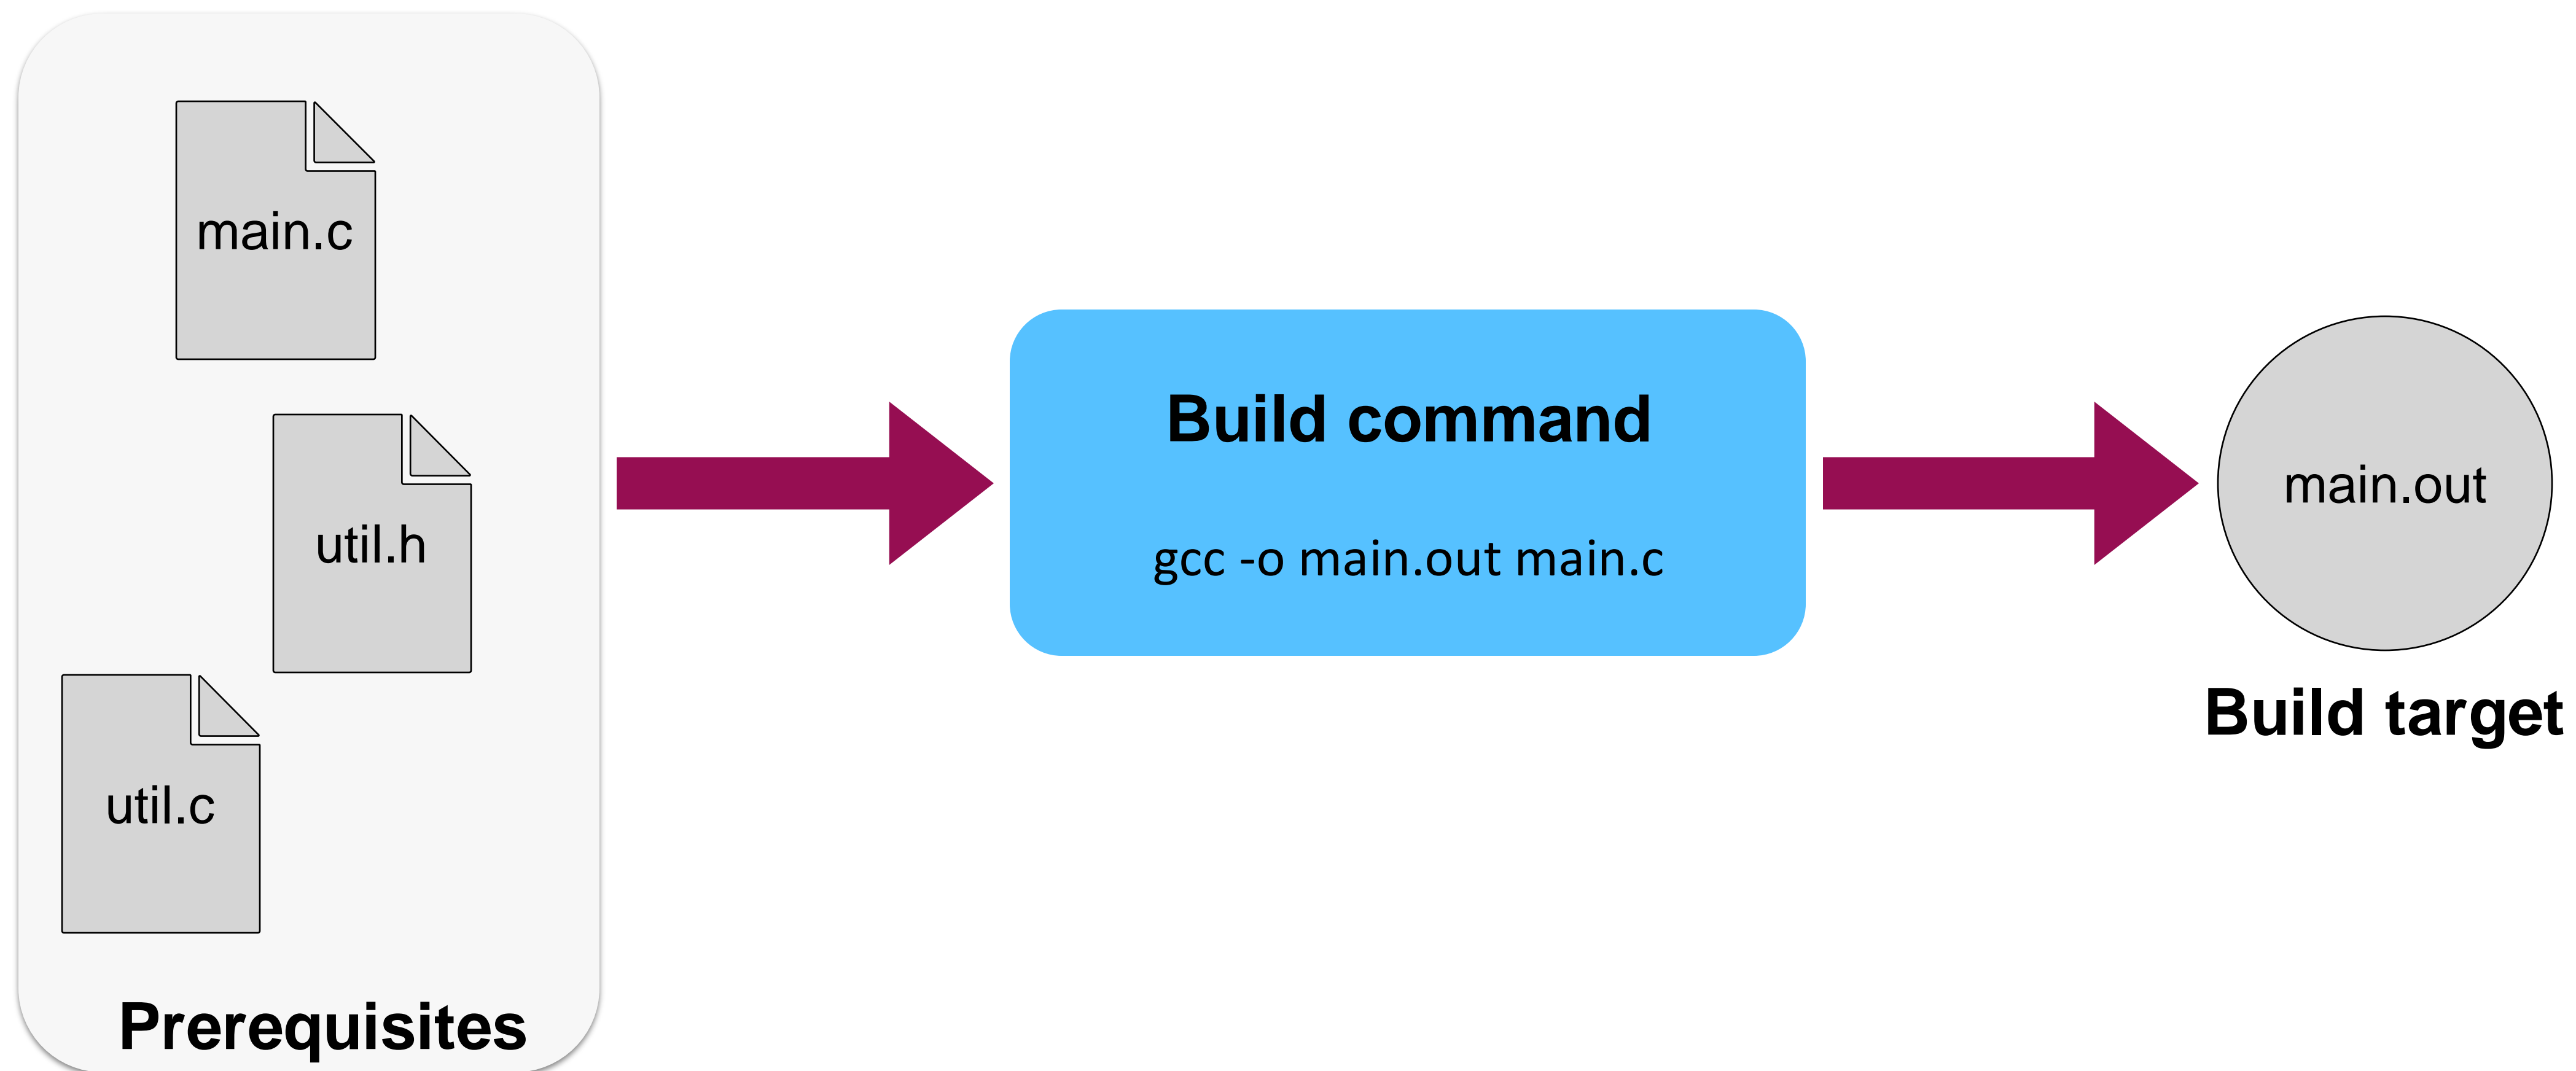 main.c
util.h
util.c
Prerequisites
Build command
gcc -o main.out main.c
main.out
Build target